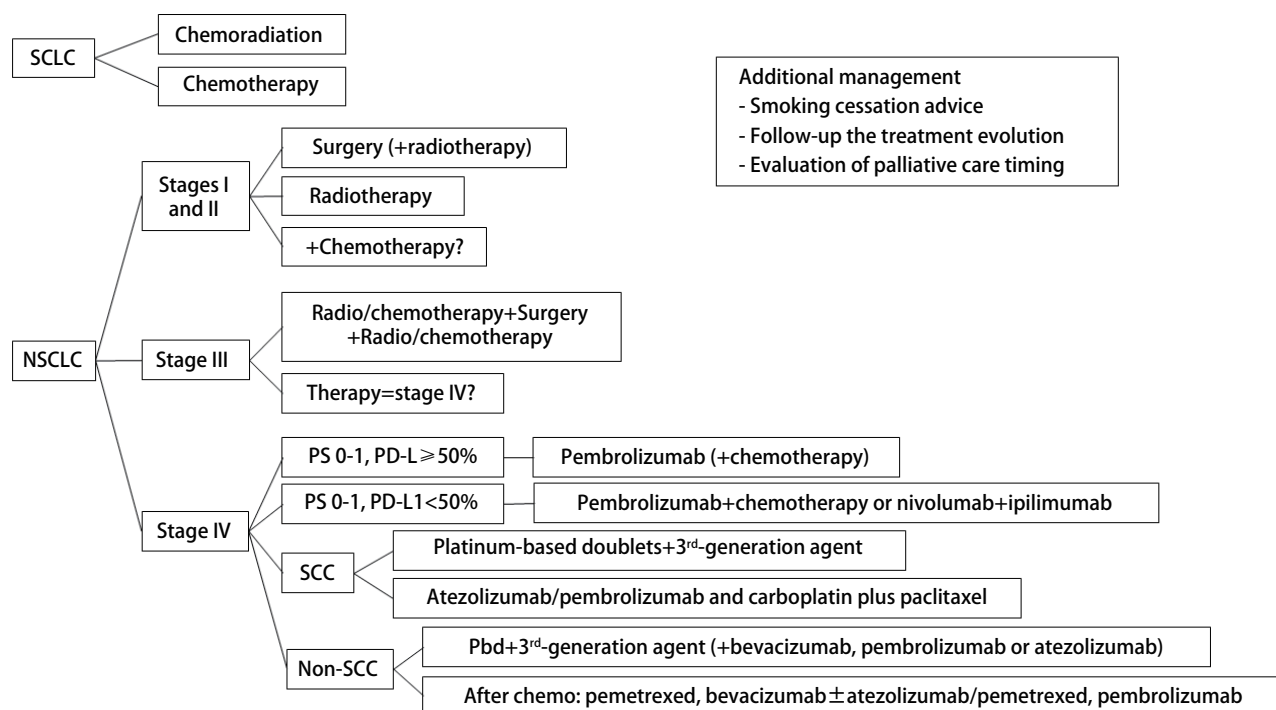 SCLC
Chemoradiation
Chemotherapy
Additional management
- Smoking cessation advice
- Follow-up the treatment evolution
- Evaluation of palliative care timing
NSCLC
Stages I
and II
Surgery (+radiotherapy)
Radiotherapy
+Chemotherapy?
Stage III
Radio/chemotherapy+Surgery
+Radio/chemotherapy
Therapy=stage IV?
Stage IV
PS 0-1, PD-L⩾50%
Pembrolizumab (+chemotherapy)
PS 0-1, PD-L1<50%
Pembrolizumab+chemotherapy or nivolumab+ipilimumab
SCC
Platinum-based doublets+3rd-generation agent
Atezolizumab/pembrolizumab and carboplatin plus paclitaxel
Non-SCC
Pbd+3rd-generation agent (+bevacizumab, pembrolizumab or atezolizumab)
After chemo: pemetrexed, bevacizumab±atezolizumab/pemetrexed, pembrolizumab